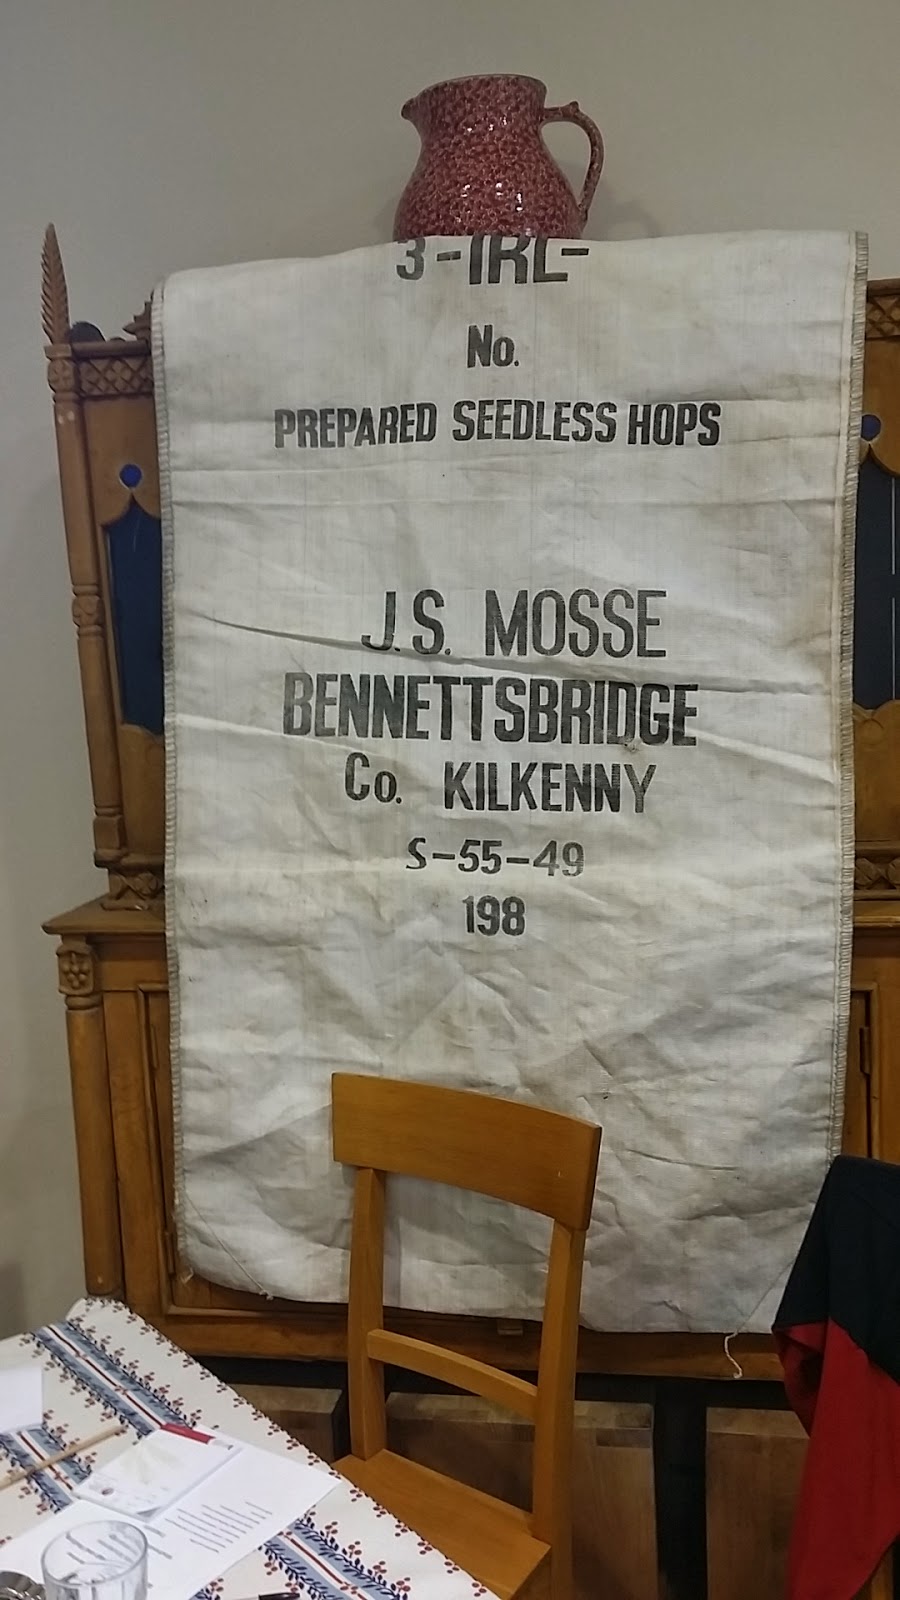 3-IRL-
No.
PREPARED SEEDLESS HOPS
J.S. MOSSE
BENNETTSBRIDGE
Co. KILKENNY
S-55-49
198